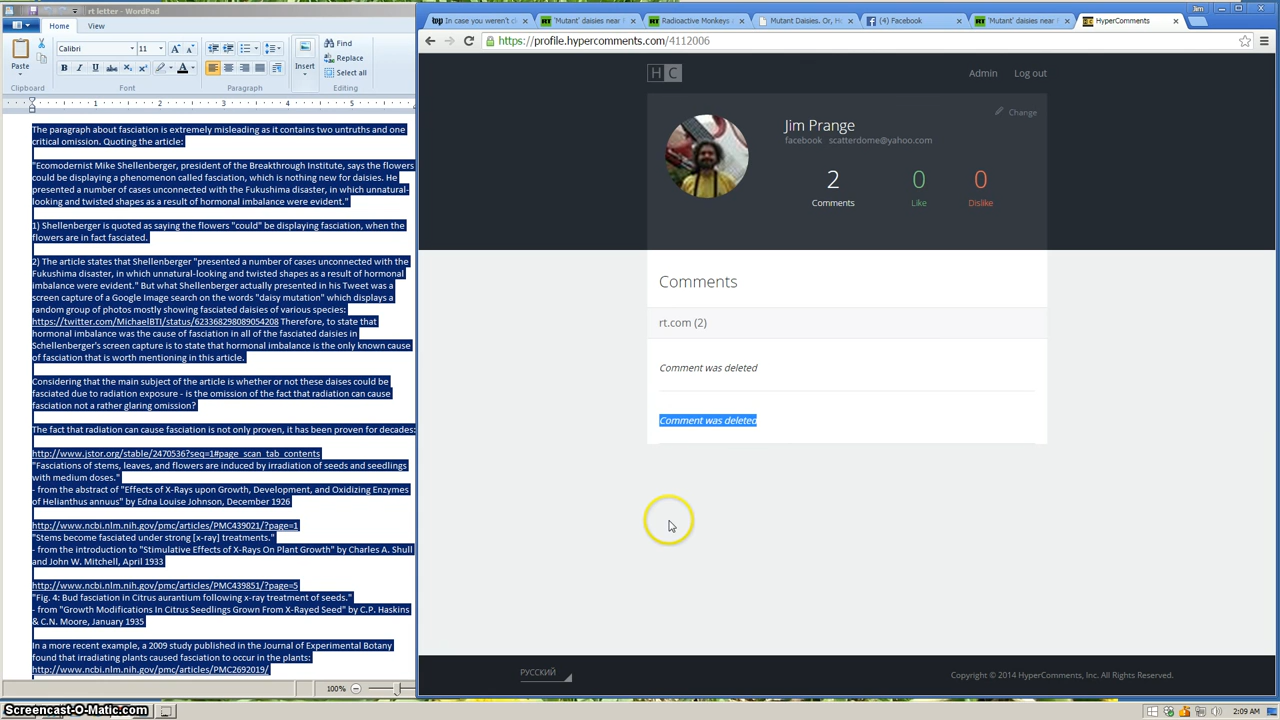 rt letter - WordPad
Home View
Calibri 11
Paste
Clipboard
Font
Paragraph
Insert
Find
Replace
Select all
Editing
The paragraph about fasciation is extremely misleading as it contains two untruths and one
critical omission. Quoting the article:
"Ecomodernist Mike Shellenberger, president of the Breakthrough Institute, says the flowers
could be displaying a phenomenon called fasciation, which is nothing new for daisies. He
presented a number of cases unconnected with the Fukushima disaster, in which unnatural-
looking and twisted shapes as a result of hormonal imbalance were evident."
1) Shellenberger is quoted as saying the flowers "could" be displaying fasciation, when the
flowers are in fact fasciated.
2) The article states that Shellenberger "presented a number of cases unconnected with the
Fukushima disaster, in which unnatural-looking and twisted shapes as a result of hormonal
imbalance were evident." But what Shellenberger actually presented in his Tweet was a
screen capture of a Google Image search on the words "daisy mutation" which displays a
random group of photos mostly showing fasciated daisies of various species:
https://twitter.com/MichaelBTI/status/623368298089054208 Therefore, to state that
hormonal imbalance was the cause of fasciation in all of the fasciated daisies in
Schellenberger's screen capture is to state that hormonal imbalance is the only known cause
of fasciation that is worth mentioning in this article.
Considering that the main subject of the article is whether or not these daises could be
fasciated due to radiation exposure - is the omission of the fact that radiation can cause
fasciation not a rather glaring omission?
The fact that radiation can cause fasciation is not only proven, it has been proven for decades:
http://www.jstor.org/stable/2470536?seq=1#page_scan_tab_contents
"Fasciations of stems, leaves, and flowers are induced by irradiation of seeds and seedlings
with medium doses."
- from the abstract of "Effects of X-Rays upon Growth, Development, and Oxidizing Enzymes
of Helianthus annuus" by Edna Louise Johnson, December 1926
http://www.ncbi.nlm.nih.gov/pmc/articles/PMC439021/?page=1
"Stems become fasciated under strong [x-ray] treatments."
- from the introduction to "Stimulative Effects of X-Rays On Plant Growth" by Charles A. Shull
and John W. Mitchell, April 1933
http://www.ncbi.nlm.nih.gov/pmc/articles/PMC439851/?page=5
"Fig. 4: Bud fasciation in Citrus aurantium following x-ray treatment of seeds."
- from "Growth Modifications In Citrus Seedlings Grown From X-Rayed Seed" by C.P. Haskins
& C.N. Moore, January 1935
In a more recent example, a 2009 study published in the Journal of Experimental Botany
found that irradiating plants caused fasciation to occur in the plants:
http://www.ncbi.nlm.nih.gov/pmc/articles/PMC2692019/
100%
Jim
In case you weren't cl
'Mutant' daisies near
Radioactive Monkeys
Mutant Daisies. Or, H
(4) Facebook
'Mutant' daisies near
HyperComments
https://profile.hypercomments.com/4112006
HC
Admin Log out
Change
Jim Prange
facebook scatterdome@yahoo.com
2 0 0
Comments Like Dislike
Comments
rt.com (2)
Comment was deleted
Comment was deleted
РУССКИЙ
Copyright © 2014 HyperComments, Inc. All Rights Reserved.
Screencast-O-Matic.com
2:09 AM